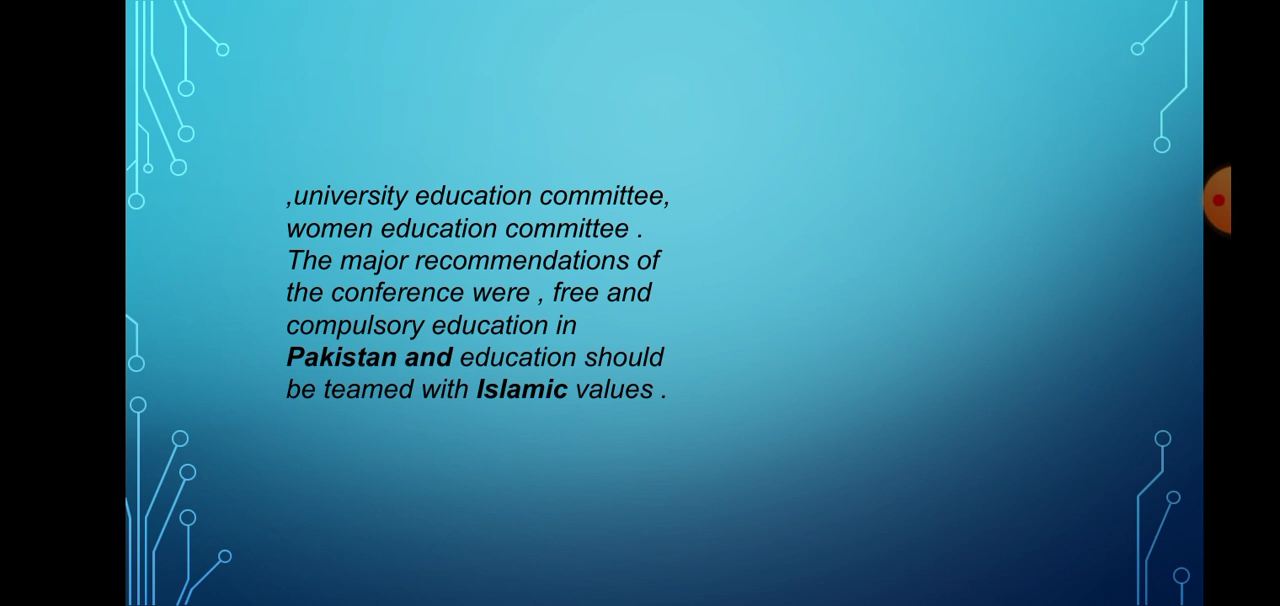 ,university education committee,
women education committee .
The major recommendations of
the conference were , free and
compulsory education in
Pakistan and education should
be teamed with Islamic values .